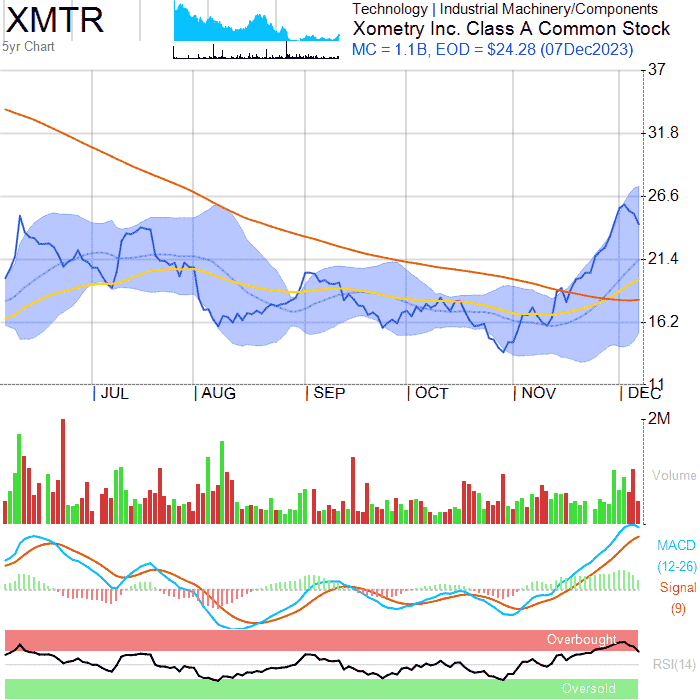 XMTR
5yr Chart
Technology | Industrial Machinery/Components
Xometry Inc. Class A Common Stock
MC = 1.1B, EOD = $24.28 (07Dec2023)
37
31.8
26.6
21.4
16.2
11
JUL AUG SEP OCT NOV DEC
2M
Volume
MACD
(12-26)
Signal
(9)
Overbought
RSI(14)
Oversold